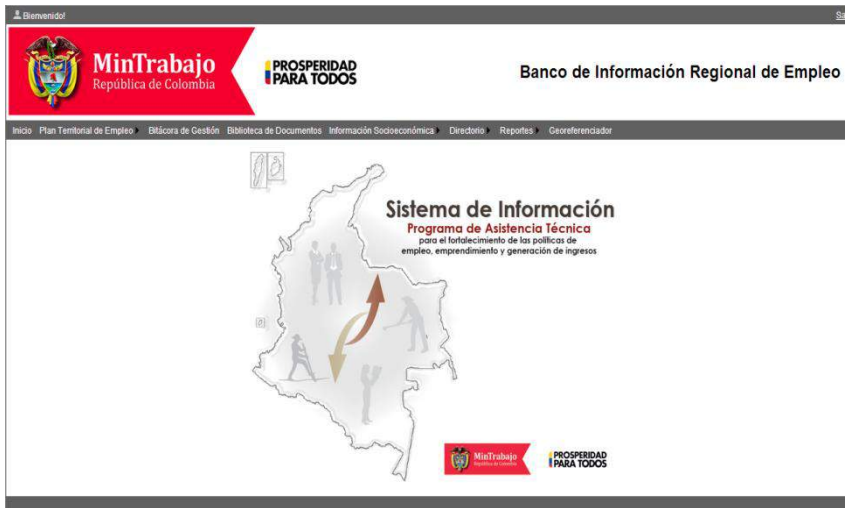 Bienvenido!
MinTrabajo
República de Colombia
PROSPERIDAD
PARA TODOS
Banco de Información Regional de Empleo
Inicio Plan Territorial de Empleo Bitácora de Gestión Biblioteca de Documentos Información Socioeconómica Directorio Reportes Georeferenciador
Sistema de Información
Programa de Asistencia Técnica
para el fortalecimiento de las políticas de
empleo, emprendimiento y generación de ingresos
MinTrabajo
República de Colombia
PROSPERIDAD
PARA TODOS